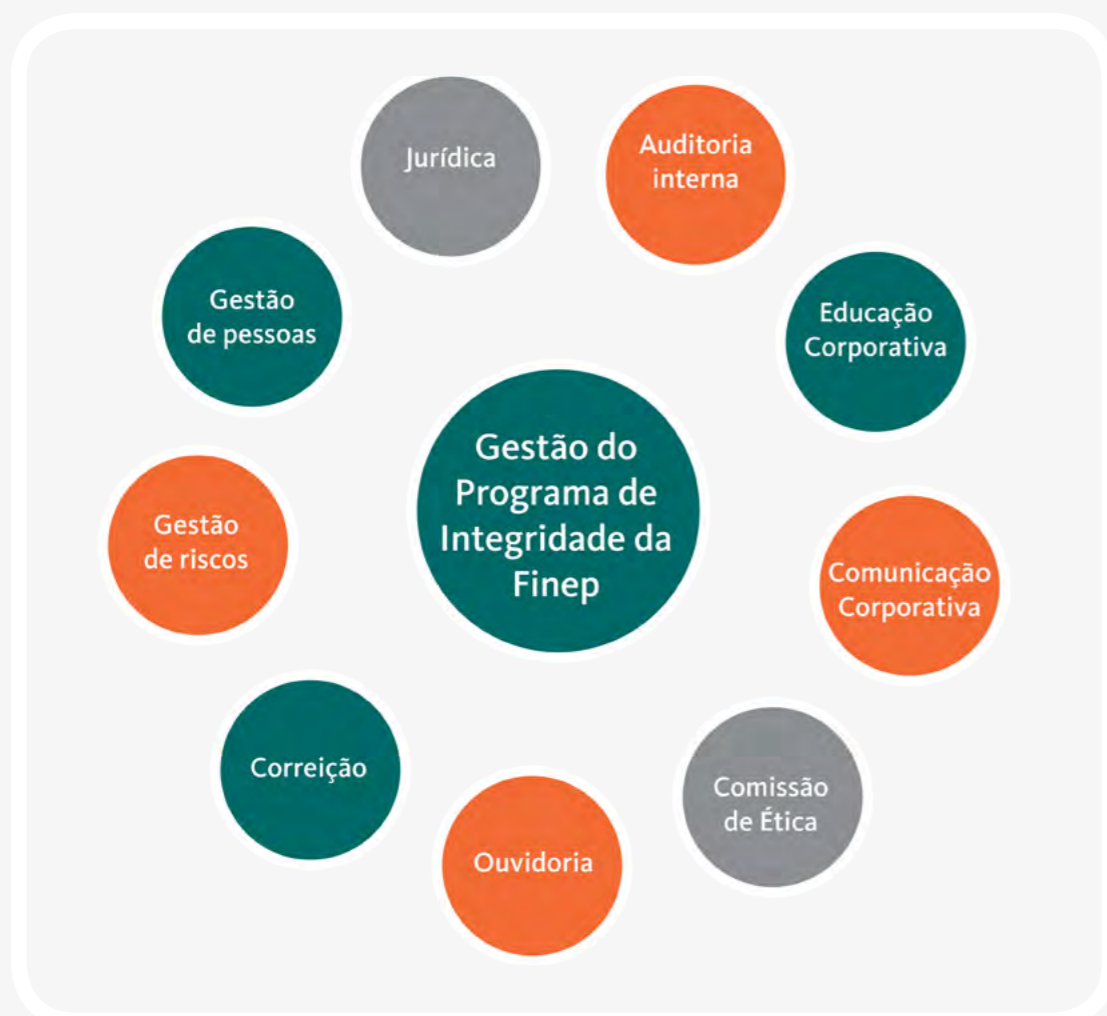 Jurídica
Auditoria
interna
Gestão
de pessoas
Educação
Corporativa
Gestão do
Programa de
Integridade da
Finep
Gestão
de riscos
Comunicação
Corporativa
Correição
Comissão
de Ética
Ouvidoria